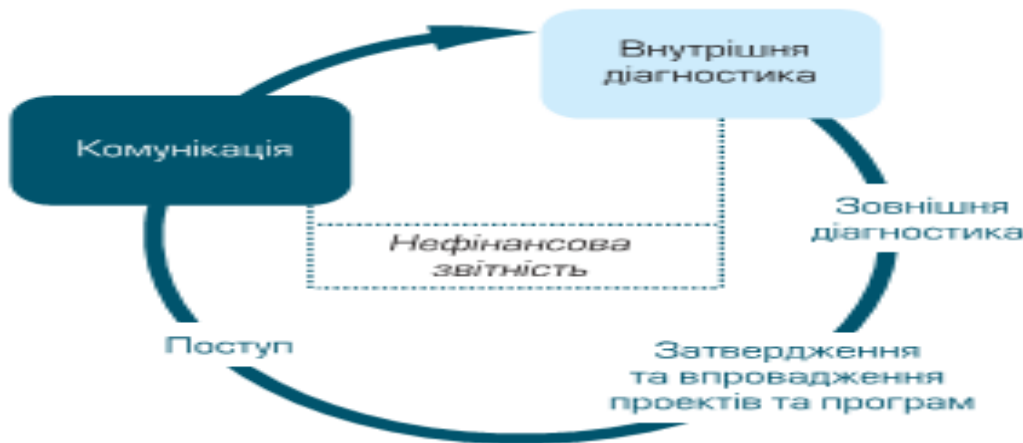 Внутрішня
діагностика
Комунікація
Зовнішня
діагностика
Нефінансова
звітність
Поступ
Затвердження
та впровадження
проектів та програм